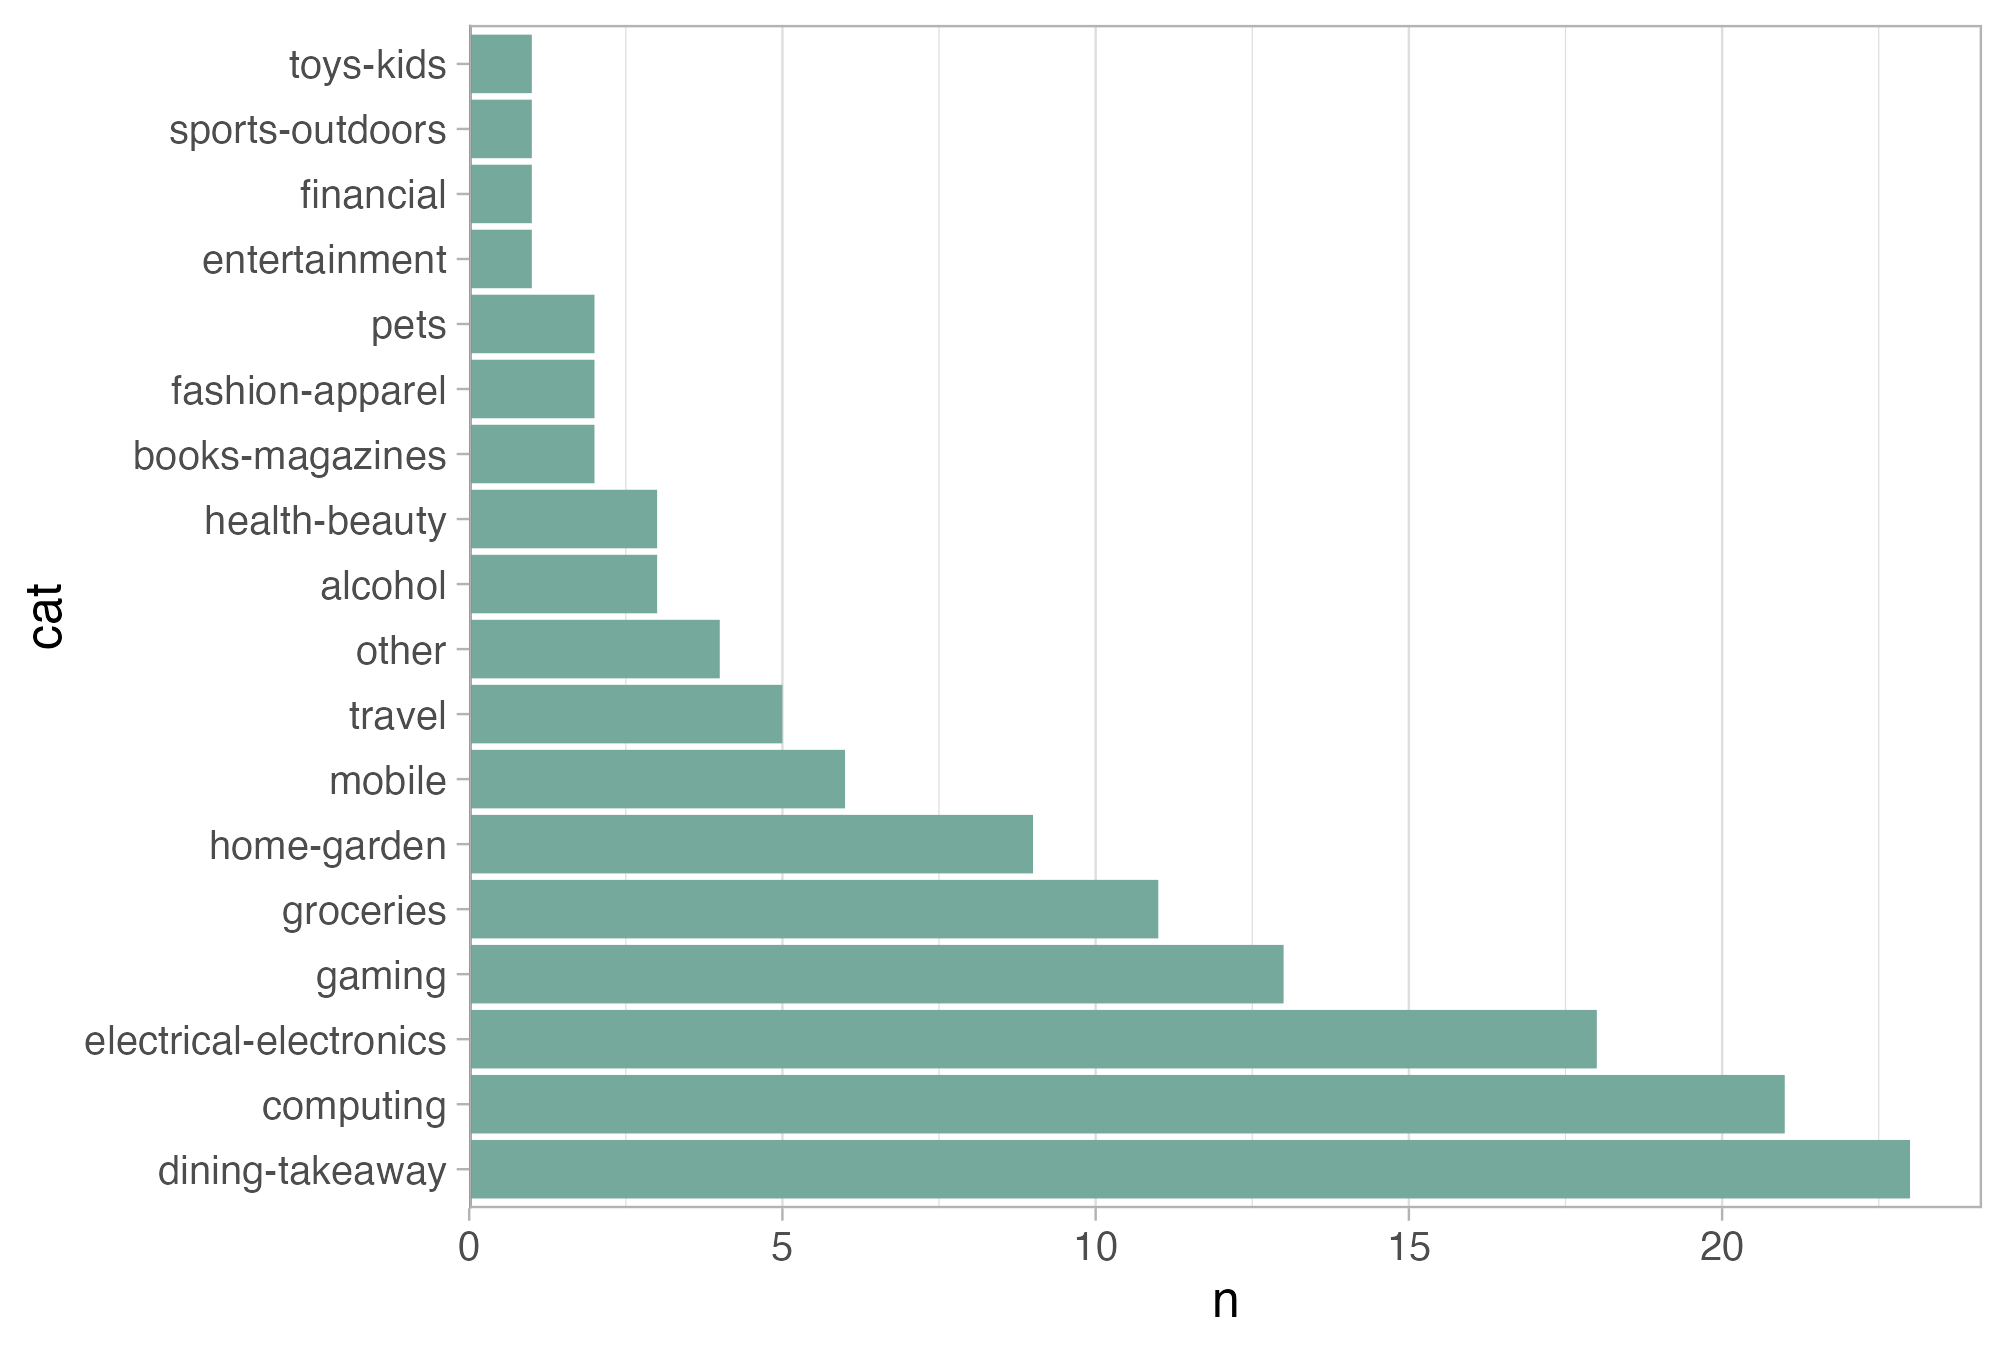 toys-kids
sports-outdoors
financial
entertainment
pets
fashion-apparel
books-magazines
health-beauty
alcohol
other
travel
mobile
home-garden
groceries
gaming
electrical-electronics
computing
dining-takeaway
cat
0 5 10 15 20
n